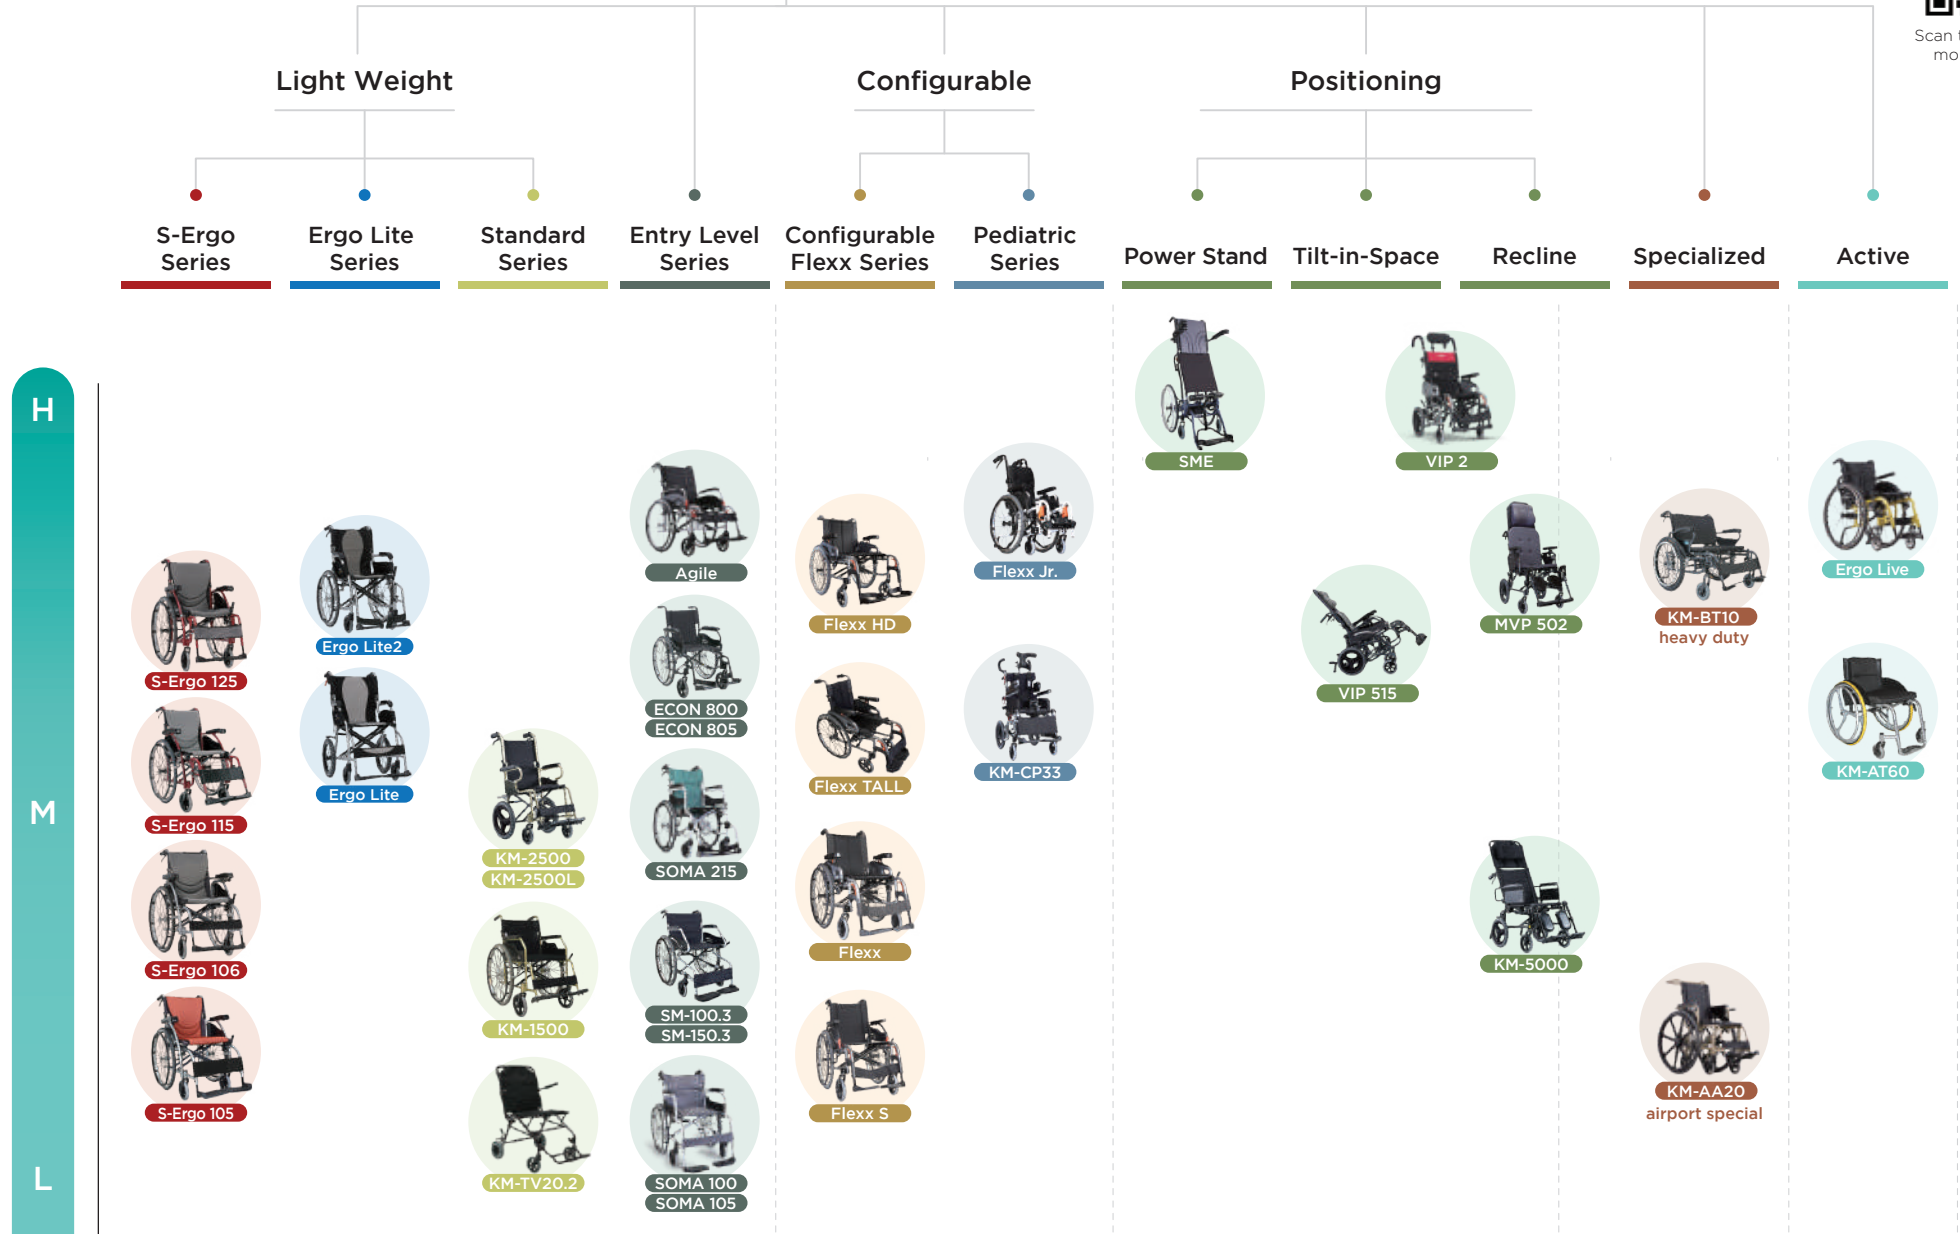 Scan t
mo
Light Weight
Configurable
Positioning
S-Ergo
Series
Ergo Lite
Series
Standard
Series
Entry Level
Series
Configurable
Flexx Series
Pediatric
Series
Power Stand
Tilt-in-Space
Recline
Specialized
Active
H
M
L
S-Ergo 125
S-Ergo 115
S-Ergo 106
S-Ergo 105
Ergo Lite2
Ergo Lite
KM-2500
KM-2500L
KM-1500
KM-TV20.2
Agile
ECON 800
ECON 805
SOMA 215
SM-100.3
SM-150.3
SOMA 100
SOMA 105
Flexx HD
Flexx TALL
Flexx
Flexx S
Flexx Jr.
KM-CP33
SME
VIP 2
VIP 515
MVP 502
KM-5000
KM-BT10
heavy duty
KM-AA20
airport special
Ergo Live
KM-AT60